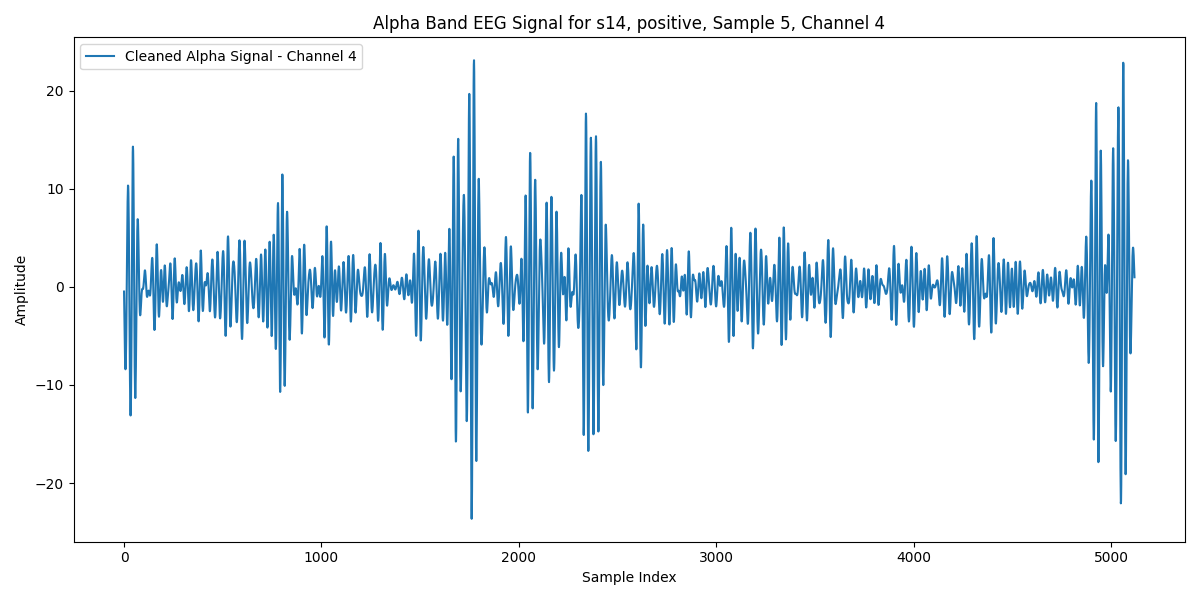 Alpha Band EEG Signal for s14, positive, Sample 5, Channel 4
Cleaned Alpha Signal - Channel 4
Amplitude
20
10
0
−10
−20
0 1000 2000 3000 4000 5000
Sample Index